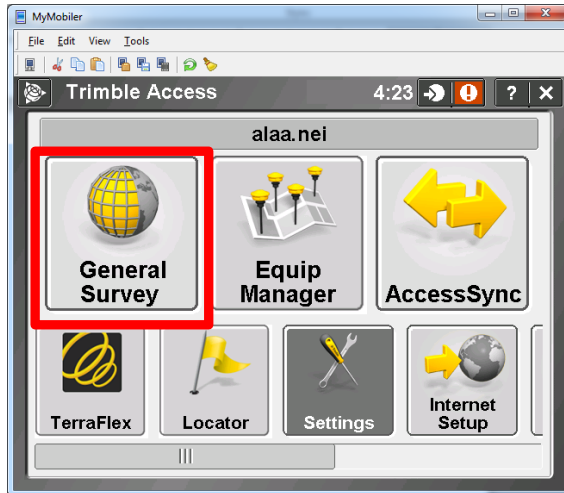 MyMobiler
File Edit View Tools
Trimble Access 4:23 ! ? X
alaa.nei
General Survey
Equip Manager
AccessSync
TerraFlex
Locator
Settings
Internet Setup